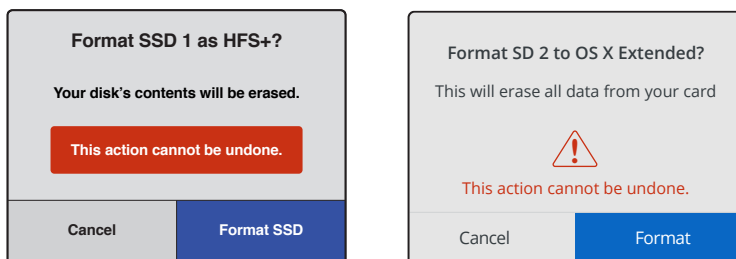 Format SSD 1 as HFS+?
Your disk's contents will be erased.
This action cannot be undone.
Cancel
Format SSD
Format SD 2 to OS X Extended?
This will erase all data from your card
This action cannot be undone.
Cancel
Format